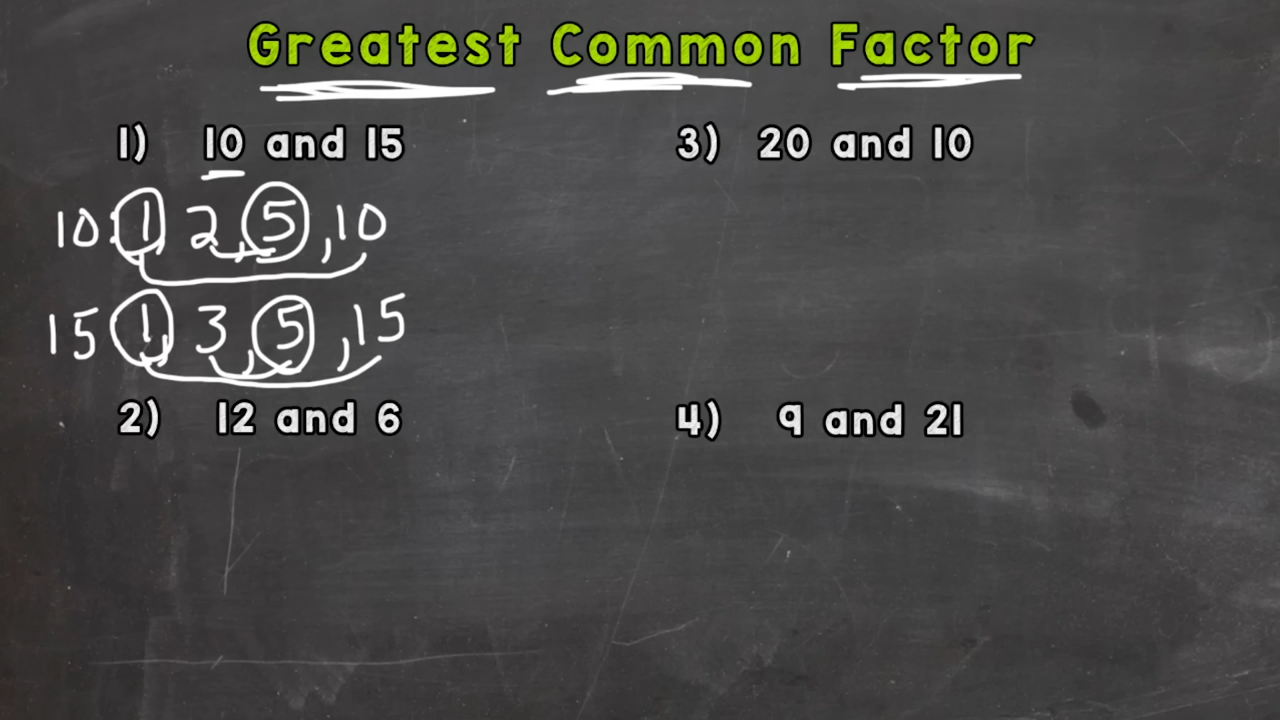 Greatest Common Factor
1) 10 and 15
10: 1, 2, 5, 10
15 1, 3, 5, 15
2) 12 and 6
3) 20 and 10
4) 9 and 21